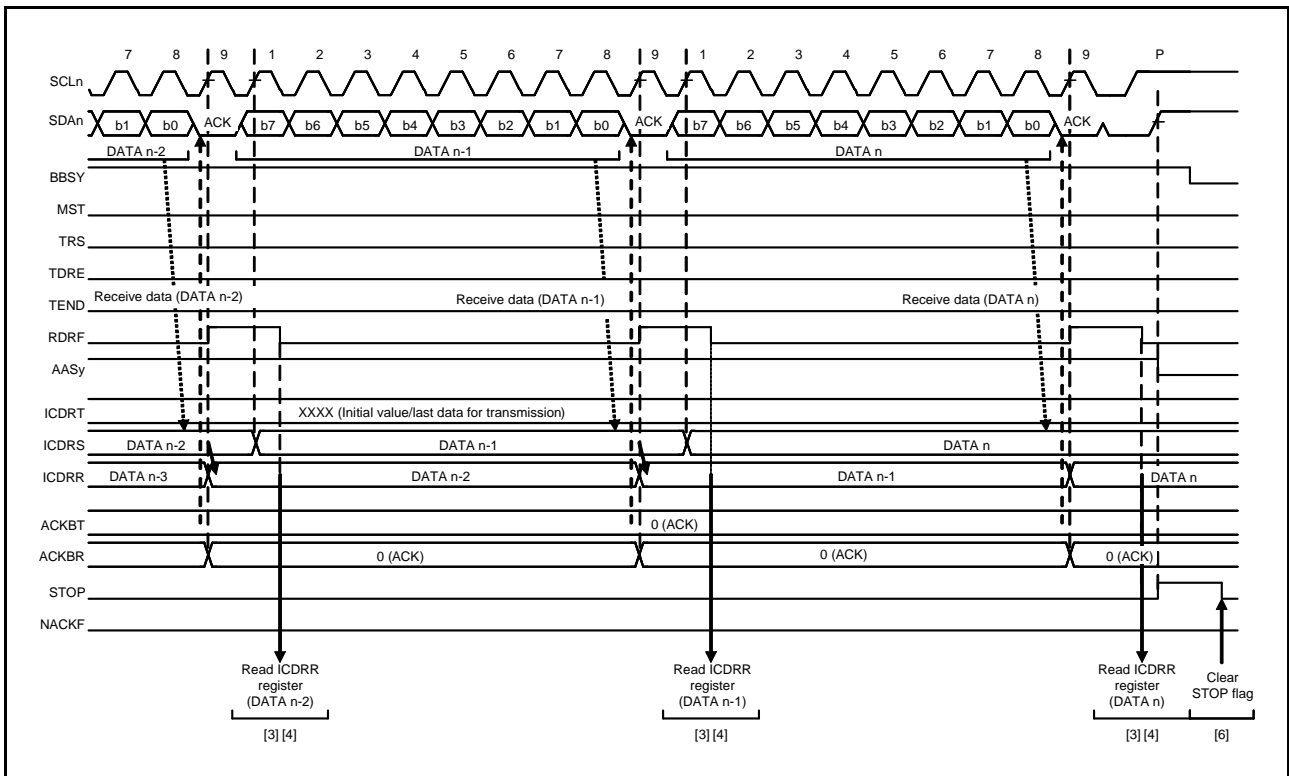 7 8 9 1 2 3 4 5 6 7 8 9 1 2 3 4 5 6 7 8 9 P
SCLn
SDAn b1 b0 ACK b7 b6 b5 b4 b3 b2 b1 b0 ACK b7 b6 b5 b4 b3 b2 b1 b0 ACK
DATA n-2 DATA n-1 DATA n
BBSY
MST
TRS
TDRE
Receive data (DATA n-2) Receive data (DATA n-1) Receive data (DATA n)
TEND
RDRF
AASy
ICDRT XXXX (Initial value/last data for transmission)
ICDRS DATA n-2 DATA n-1 DATA n
ICDRR DATA n-3 DATA n-2 DATA n-1 DATA n
ACKBT 0 (ACK)
ACKBR 0 (ACK) 0 (ACK) 0 (ACK)
STOP
NACKF
Read ICDRR
register
(DATA n-2)
[3] [4]
Read ICDRR
register
(DATA n-1)
[3] [4]
Read ICDRR
register
(DATA n)
[3] [4]
Clear
STOP flag
[6]